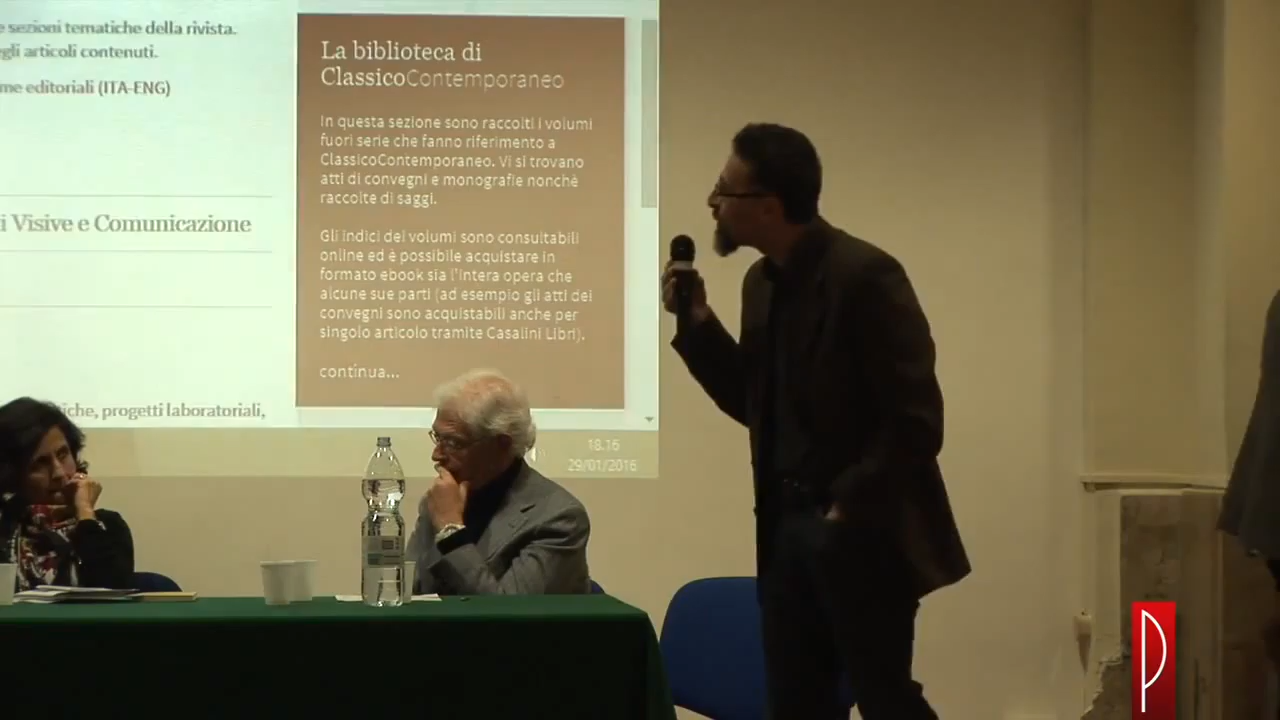 e sezioni tematiche della rivista.
gli articoli contenuti.
me editoriali (ITA-ENG)
i Visive e Comunicazione
iche, progetti laboratoriali,
La biblioteca di
ClassicoContemporaneo
In questa sezione sono raccolti i volumi
fuori serie che fanno riferimento a
ClassicoContemporaneo. Vi si trovano
atti di convegni e monografie nonchè
raccolte di saggi.
Gli indici dei volumi sono consultabili
online ed è possibile acquistare in
formato ebook sia l'intera opera che
alcune sue parti (ad esempio gli atti dei
convegni sono acquistabili anche per
singolo articolo tramite Casalini Libri).
continua...
18.16
29/01/2016
P